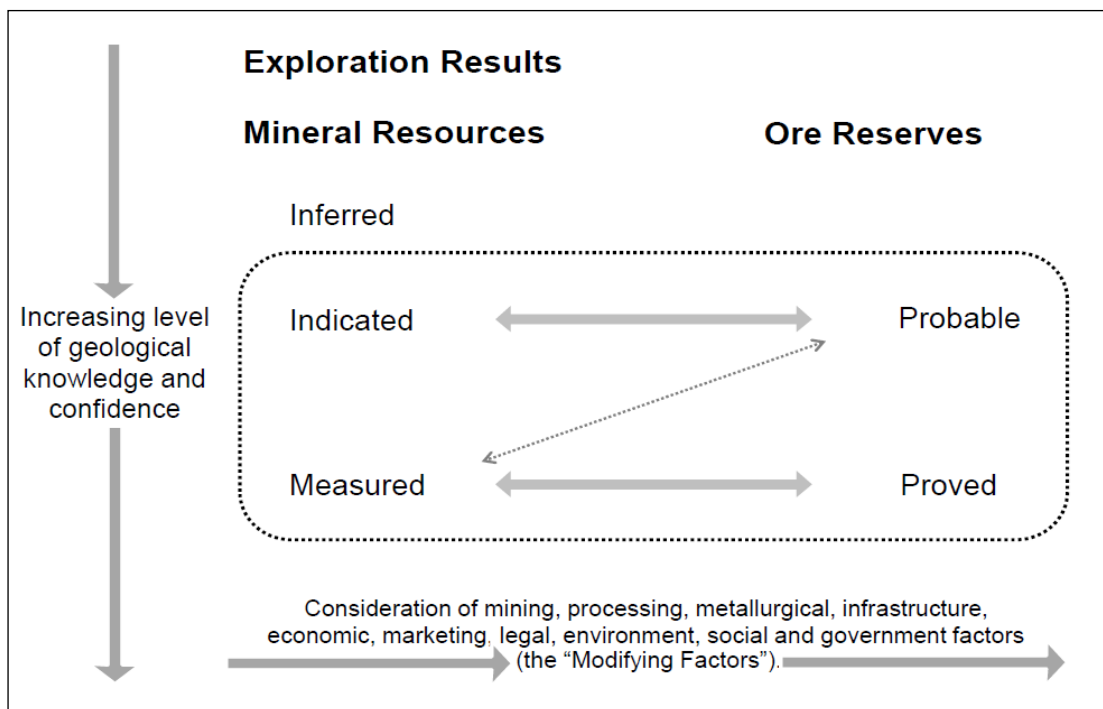 Exploration Results
Mineral Resources
Ore Reserves
Inferred
Increasing level
of geological
knowledge and
confidence
Indicated
Probable
Measured
Proved
Consideration of mining, processing, metallurgical, infrastructure,
economic, marketing, legal, environment, social and government factors
(the “Modifying Factors”).